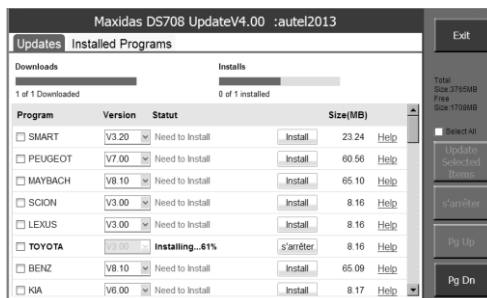 Maxidas DS708 UpdateV4.00 :autel2013
Updates Installed Programs
Downloads Installs
1 of 1 Downloaded 0 of 1 installed
Program Version Statut Size(MB)
SMART V3.20 Need to Install Install 23.24 Help
PEUGEOT V7.00 Need to Install Install 60.56 Help
MAYBACH V8.10 Need to Install Install 65.10 Help
SCION V3.00 Need to Install Install 8.16 Help
LEXUS V3.00 Need to Install Install 8.16 Help
TOYOTA V3.00 Installing...61% s'arrêter 8.16 Help
BENZ V8.10 Need to Install Install 65.09 Help
KIA V6.00 Need to Install Install 8.17 Help
Exit
Total
Size:3765MB
Free
Size:1709MB
Select All
Update
Selected
Items
s'arrêter
Pg Up
Pg Dn